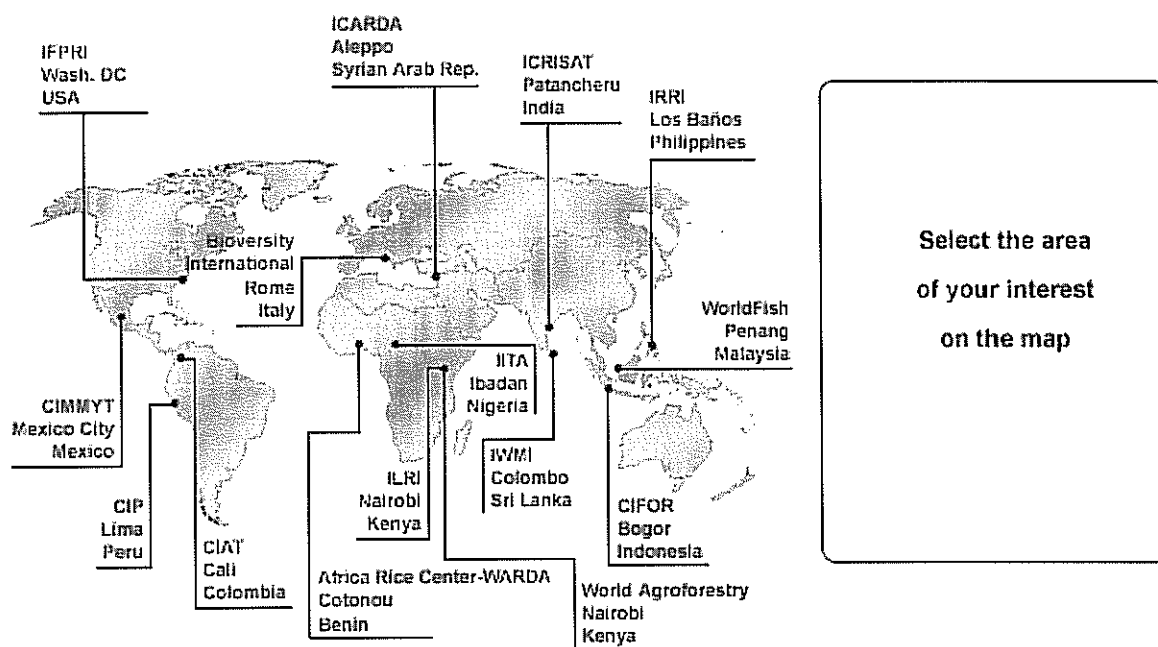 IFPRI
Wash. DC
USA
ICARDA
Aleppo
Syrian Arab Rep.
ICRISAT
Patancheru
India
IRRI
Los Baños
Philippines
Bioversity
International
Rome
Italy
WorldFish
Penang
Malaysia
Select the area
of your interest
on the map
CIMMYT
Mexico City
Mexico
IITA
Ibadan
Nigeria
CIP
Lima
Peru
CIAT
Cali
Colombia
ILRI
Nairobi
Kenya
IWMI
Colombo
Sri Lanka
CIFOR
Bogor
Indonesia
Africa Rice Center-WARDA
Cotonou
Benin
World Agroforestry
Nairobi
Kenya